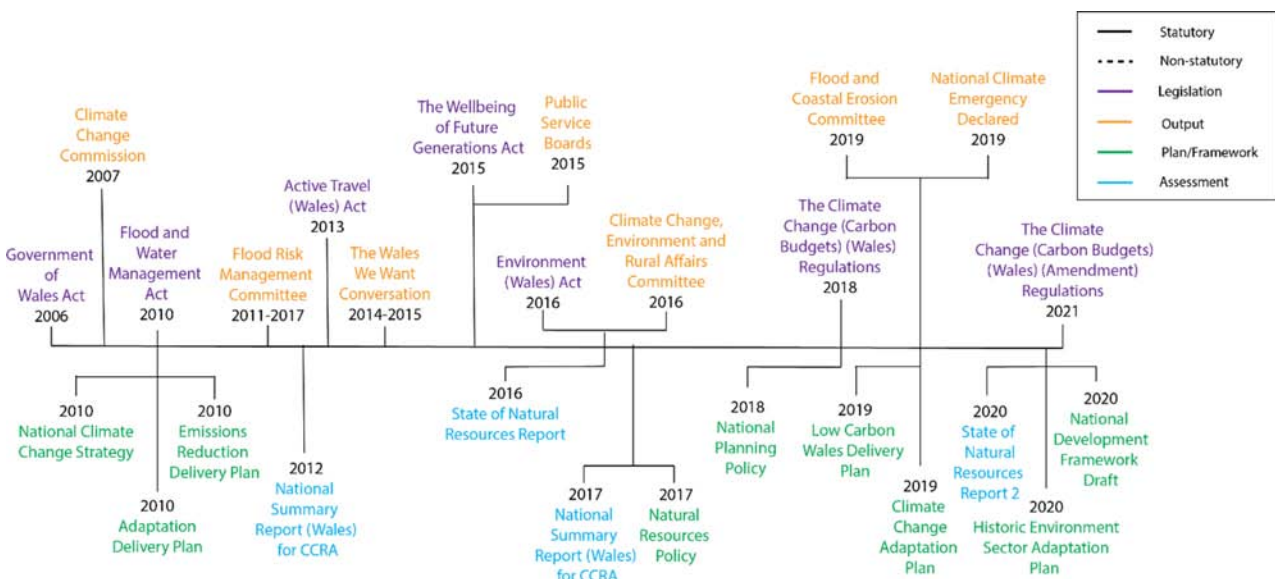 Statutory
Non-statutory
Legislation
Output
Plan/Framework
Assessment
Government
of
Wales Act
2006
Climate
Change
Commission
2007
Flood and
Water
Management
Act
2010
Flood Risk
Management
Committee
2011-2017
Active Travel
(Wales) Act
2013
The Wales
We Want
Conversation
2014-2015
The Wellbeing
of Future
Generations Act
2015
Public
Service
Boards
2015
Environment
(Wales) Act
2016
Climate Change,
Environment and
Rural Affairs
Committee
2016
The Climate
Change (Carbon
Budgets) (Wales)
Regulations
2018
Flood and
Coastal Erosion
Committee
2019
National Climate
Emergency
Declared
2019
The Climate
Change (Carbon Budgets)
(Wales) (Amendment)
Regulations
2021
2010
National Climate
Change Strategy
2010
Adaptation
Delivery Plan
2010
Emissions
Reduction
Delivery Plan
2012
National
Summary
Report (Wales)
for CCRA
2016
State of Natural
Resources Report
2017
National
Summary
Report (Wales)
for CCRA
2017
Natural
Resources
Policy
2018
National
Planning
Policy
2019
Low Carbon
Wales Delivery
Plan
2019
Climate
Change
Adaptation
Plan
2020
State of
Natural
Resources
Report 2
2020
Historic Environment
Sector Adaptation
Plan
2020
National
Development
Framework
Draft